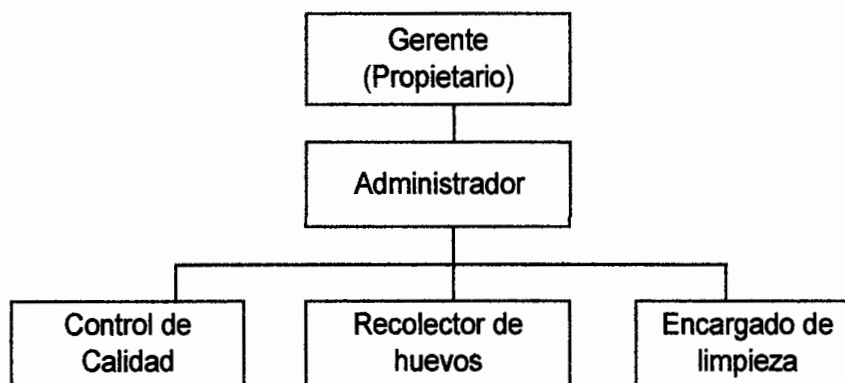 Gerente
(Propietario)
Administrador
Control de
Calidad
Recolector de
huevos
Encargado de
limpieza